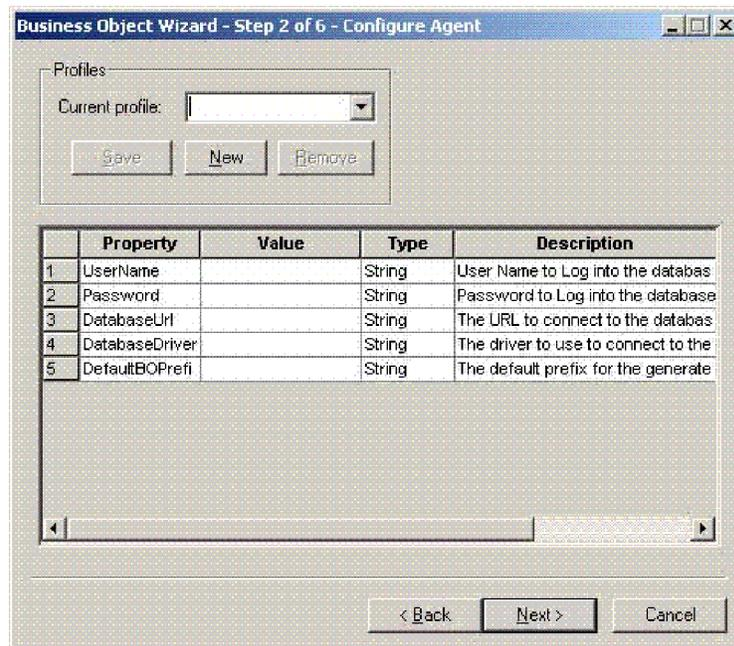 Business Object Wizard - Step 2 of 6 - Configure Agent
Profiles
Current profile:
Save New Remove
Property Value Type Description
1 UserName String User Name to Log into the databas
2 Password String Password to Log into the database
3 DatabaseUrl String The URL to connect to the databas
4 DatabaseDriver String The driver to use to connect to the
5 DefaultBOPrefi String The default prefix for the generate
< Back Next > Cancel